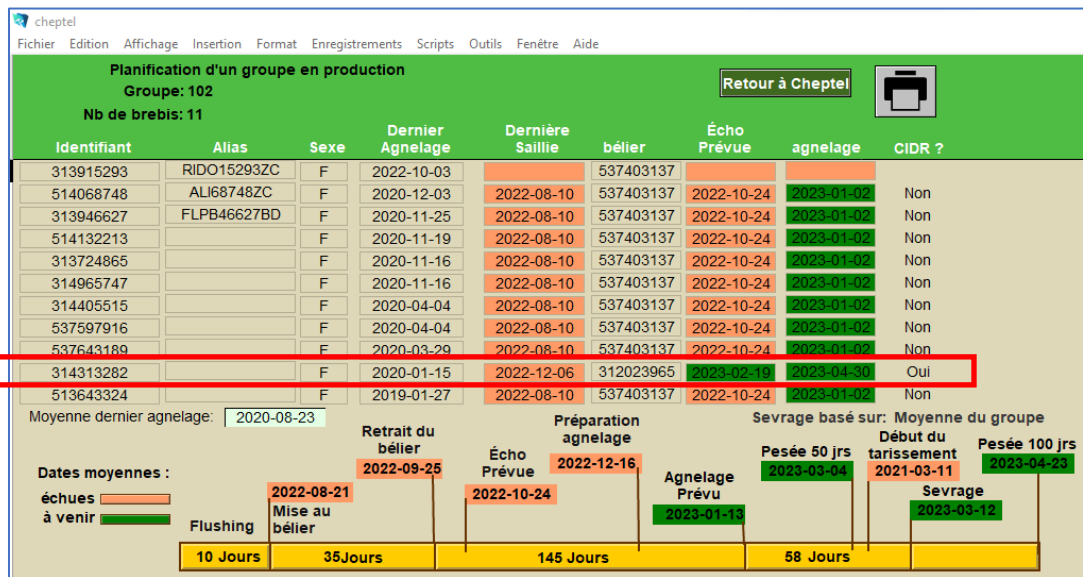 cheptel
Fichier Edition Affichage Insertion Format Enregistrements Scripts Outils Fenêtre Aide
Planification d'un groupe en production
Groupe: 102
Nb de brebis: 11
Retour à Cheptel
Identifiant Alias Sexe Dernier Agnelage Dernière Saillie bélier Écho Prévue agnelage CIDR ?
313915293 RIDO15293ZC F 2022-10-03 537403137
514068748 ALI68748ZC F 2020-12-03 2022-08-10 537403137 2022-10-24 2023-01-02 Non
313946627 FLPB46627BD F 2020-11-25 2022-08-10 537403137 2022-10-24 2023-01-02 Non
514132213 F 2020-11-19 2022-08-10 537403137 2022-10-24 2023-01-02 Non
313724865 F 2020-11-16 2022-08-10 537403137 2022-10-24 2023-01-02 Non
314965747 F 2020-11-16 2022-08-10 537403137 2022-10-24 2023-01-02 Non
314405515 F 2020-04-04 2022-08-10 537403137 2022-10-24 2023-01-02 Non
537597916 F 2020-04-04 2022-08-10 537403137 2022-10-24 2023-01-02 Non
537643189 F 2020-03-29 2022-08-10 537403137 2022-10-24 2023-01-02 Non
314313282 F 2020-01-15 2022-12-06 312023965 2023-02-19 2023-04-30 Oui
513643324 F 2019-01-27 2022-08-10 537403137 2022-10-24 2023-01-02 Non
Moyenne dernier agnelage: 2020-08-23
Sevrage basé sur: Moyenne du groupe
Dates moyennes :
échues
à venir
Flushing
2022-08-21
Mise au
bélier
Retrait du
bélier
2022-09-25
Écho
Prévue
2022-10-24
Préparation
agnelage
2022-12-16
Agnelage
Prévu
2023-01-13
Pesée 50 jrs
2023-03-04
Début du
tarissement
2021-03-11
Sevrage
2023-03-12
Pesée 100 jrs
2023-04-23
10 Jours 35Jours 145 Jours 58 Jours